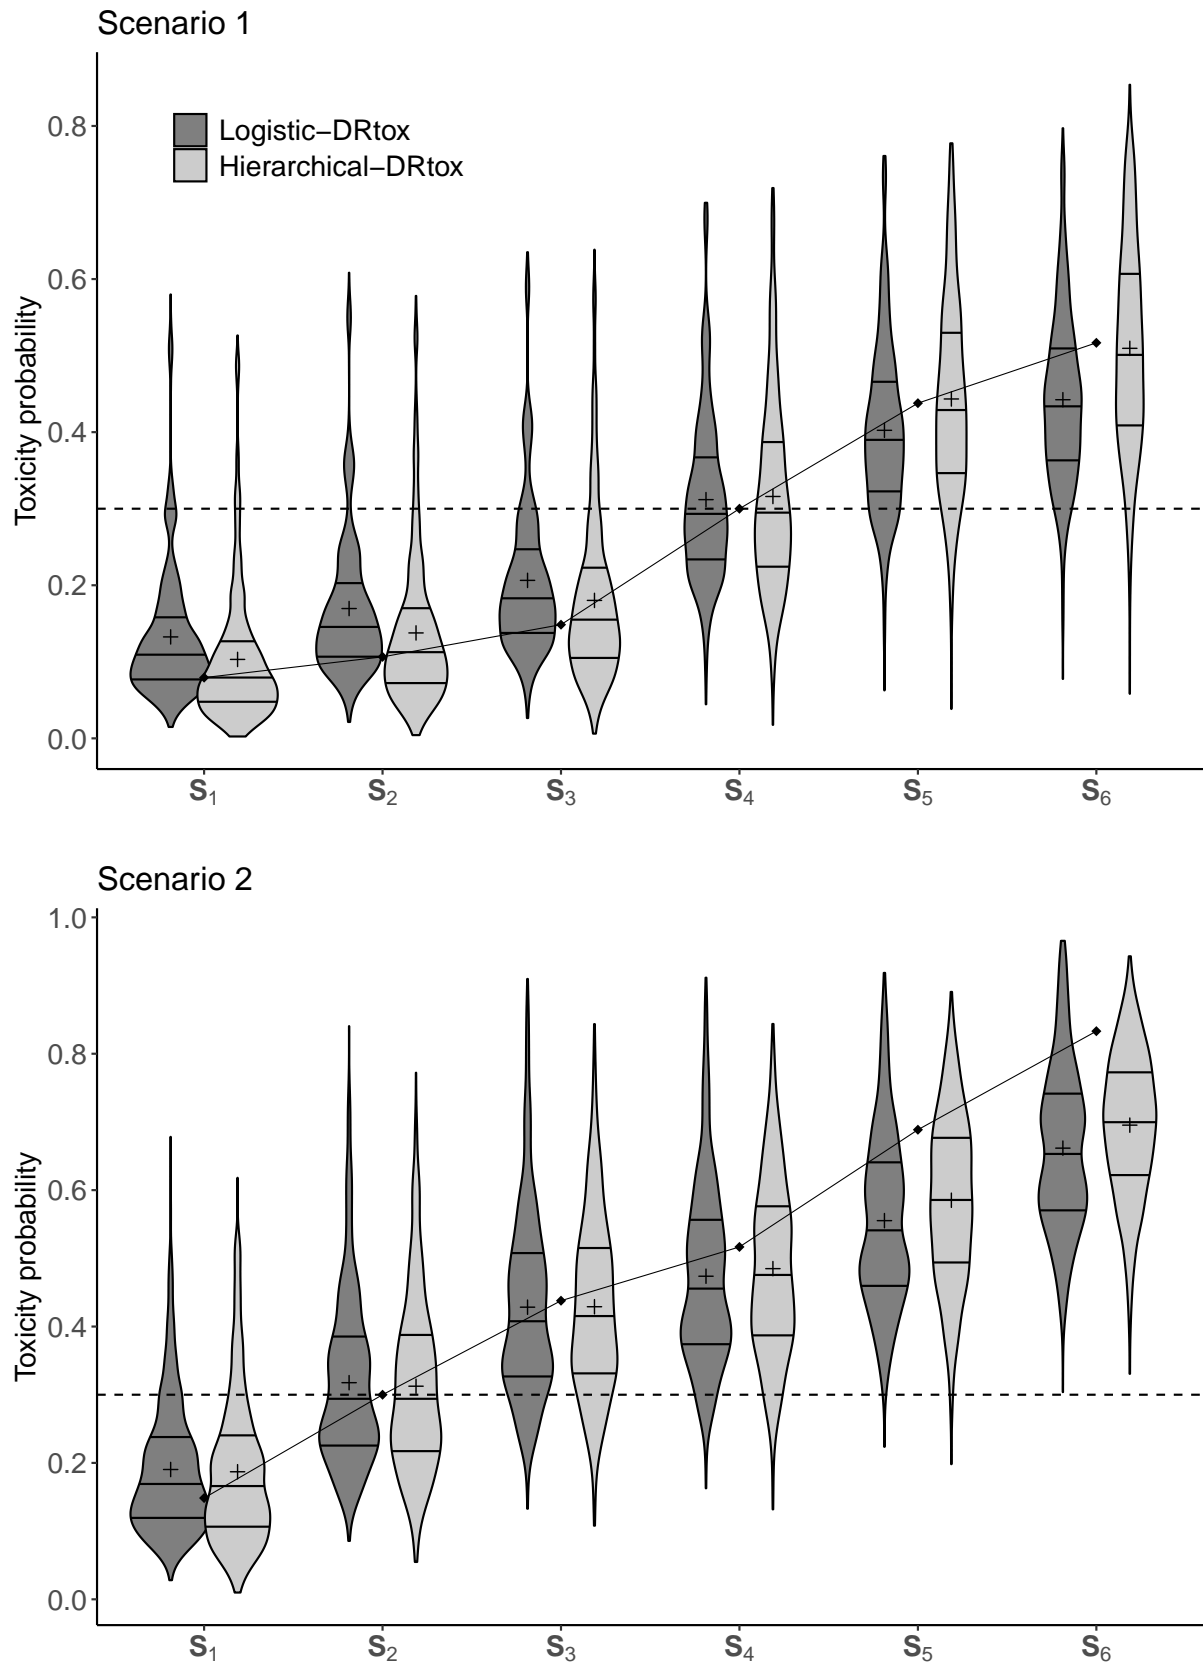 Scenario 1
Toxicity probability
0.8
0.6
0.4
0.2
0.0
Logistic−DRtox
Hierarchical−DRtox
S1 S2 S3 S4 S5 S6
Scenario 2
Toxicity probability
1.0
0.8
0.6
0.4
0.2
0.0
S1 S2 S3 S4 S5 S6